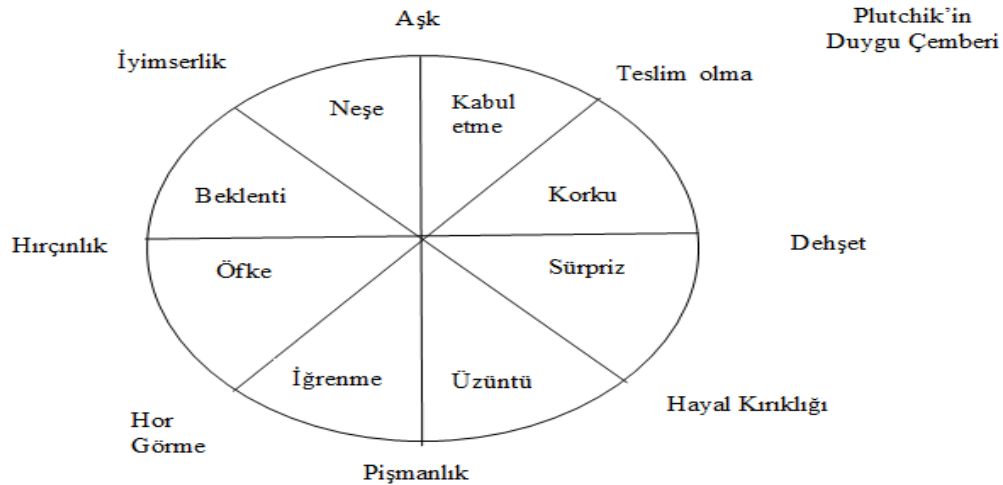 Aşk
Plutchik'in
Duygu Çemberi
İyimserlik
Teslim olma
Neşe
Kabul
etme
Beklenti
Korku
Hırçınlık
Dehşet
Öfke
Sürpriz
İğrenme
Üzüntü
Hayal Kırıklığı
Hor
Görme
Pişmanlık